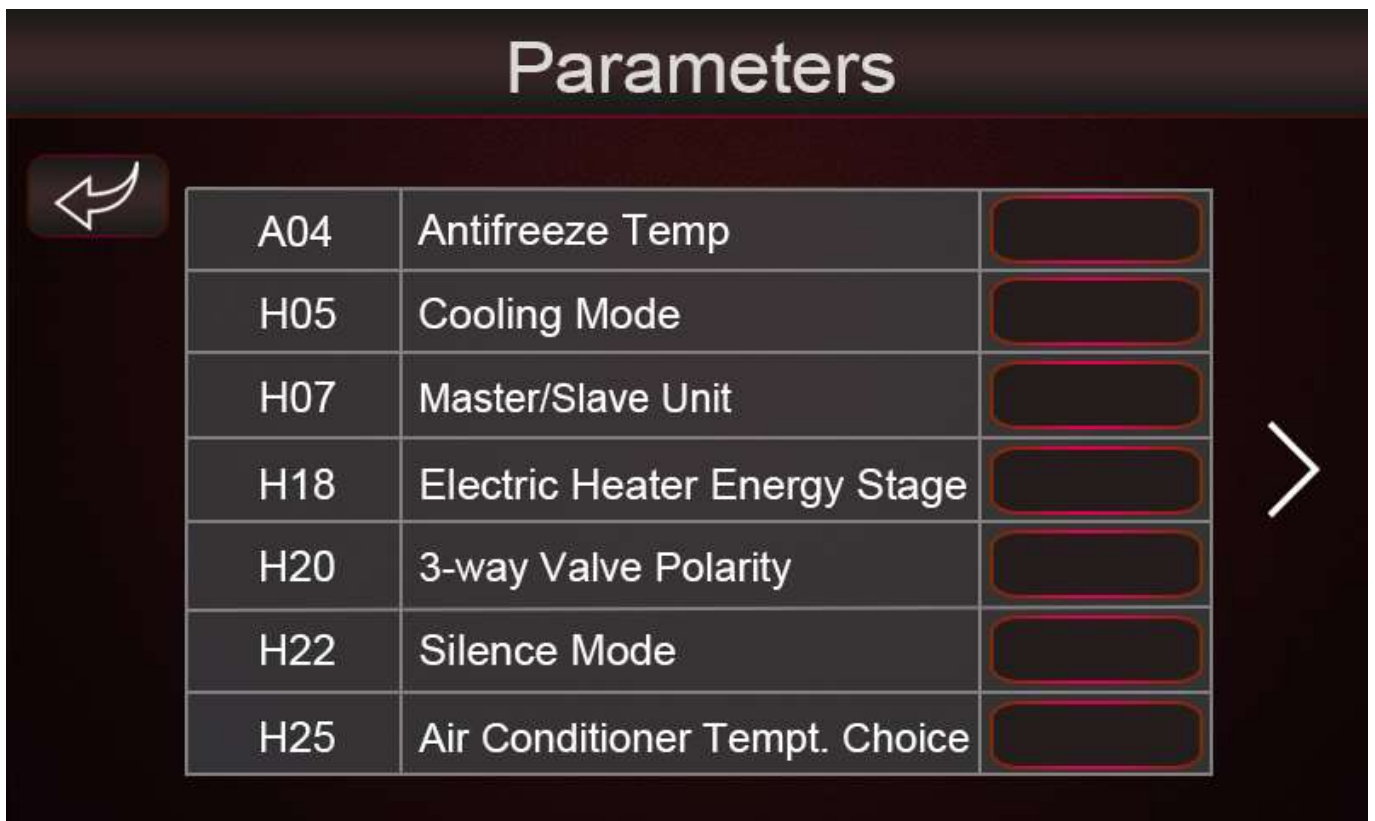 Parameters
A04 Antifreeze Temp
H05 Cooling Mode
H07 Master/Slave Unit
H18 Electric Heater Energy Stage
H20 3-way Valve Polarity
H22 Silence Mode
H25 Air Conditioner Tempt. Choice